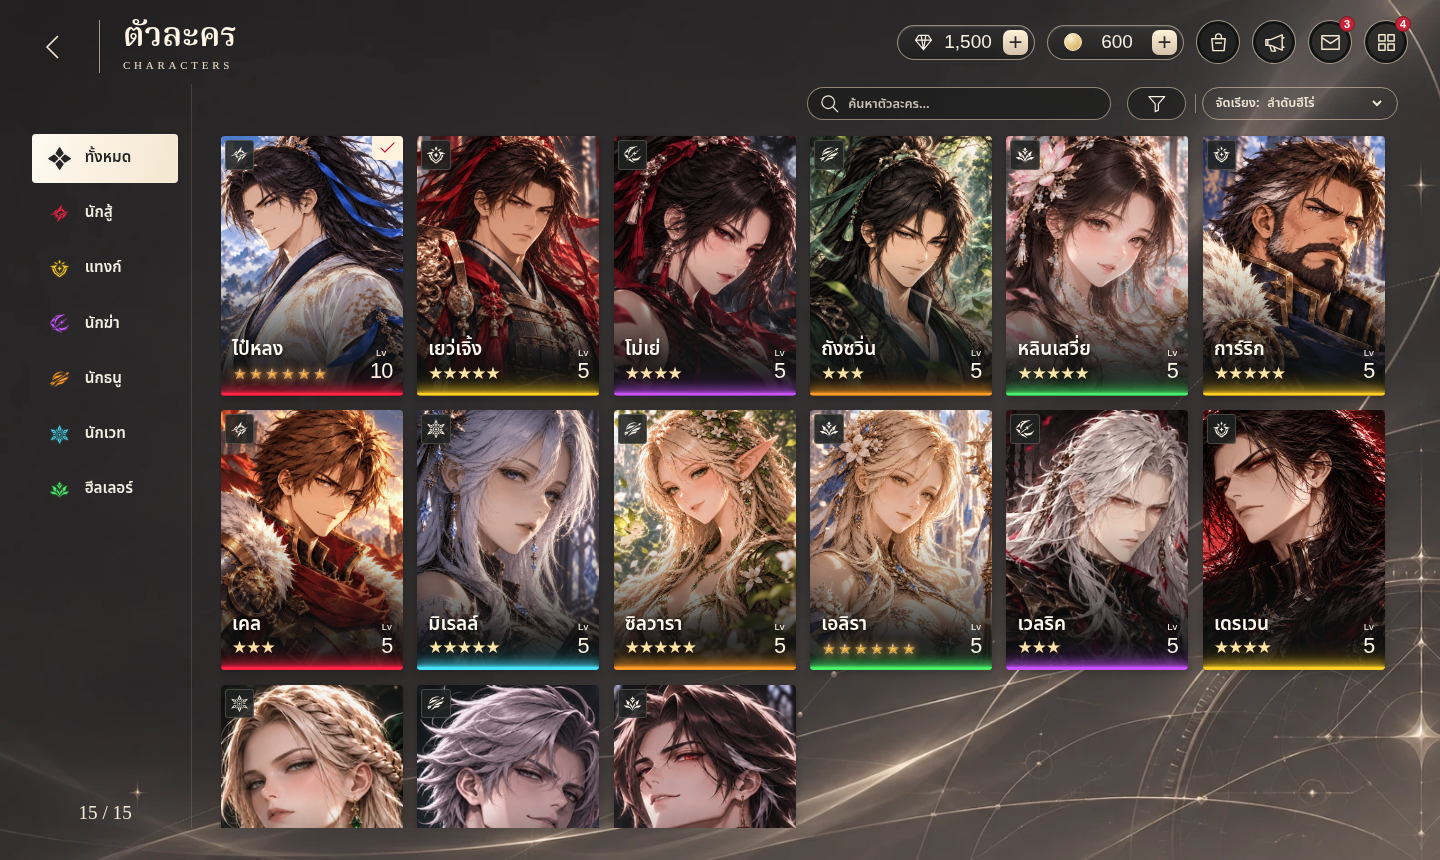 ตัวละคร
CHARACTERS
1,500
600
3
4
ค้นหาตัวละคร...
จัดเรียง: ลำดับฮีโร่
ทั้งหมด
นักสู้
แทงก์
นักฆ่า
นักธนู
นักเวท
ฮีลเลอร์
15 / 15
ไป๋หลง
Lv
10
เยว่เจิ้ง
Lv
5
โม่เย่
Lv
5
ถังซวิ่น
Lv
5
หลินเสวี่ย
Lv
5
การ์ริก
Lv
5
เคล
Lv
5
มิเรลล์
Lv
5
ซิลวารา
Lv
5
เอลิรา
Lv
5
เวลริค
Lv
5
เดรเวน
Lv
5